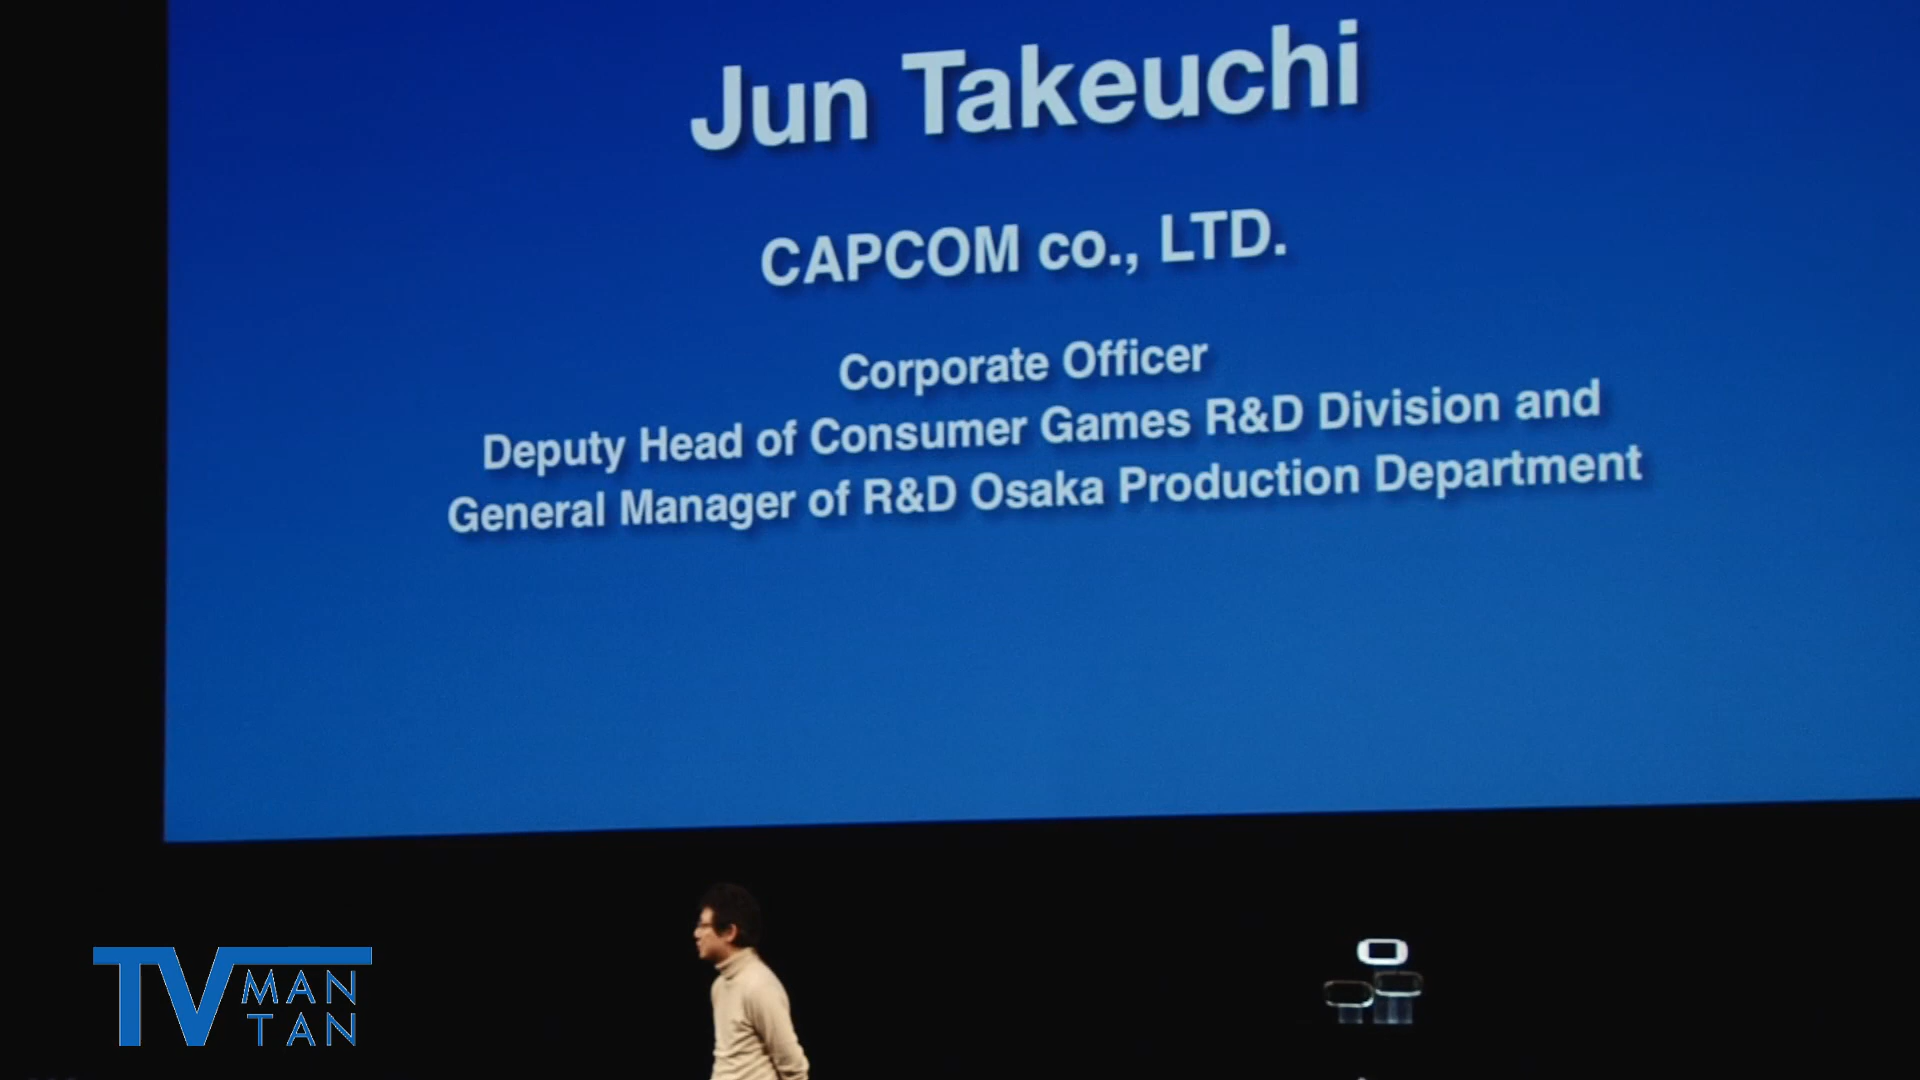 Jun Takeuchi
CAPCOM co., LTD.
Corporate Officer
Deputy Head of Consumer Games R&D Division and
General Manager of R&D Osaka Production Department
TV MAN
TAN